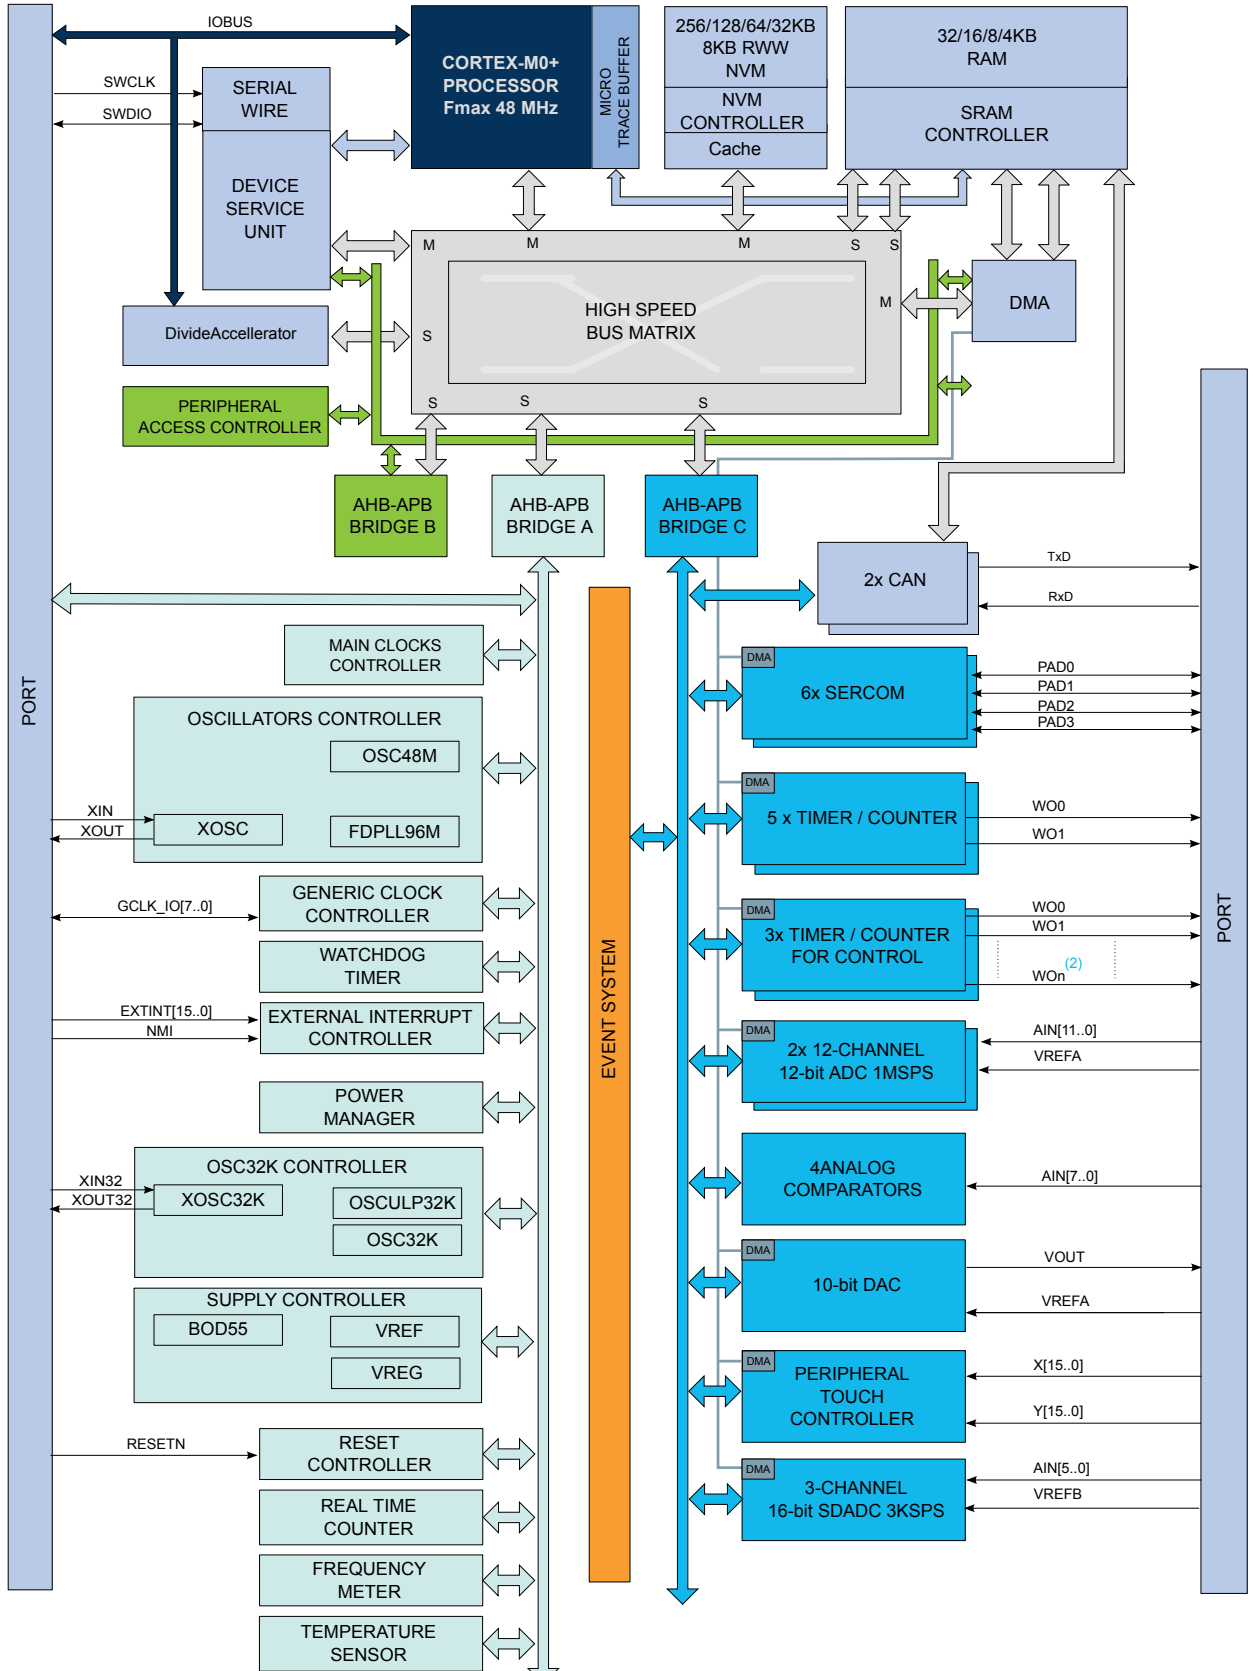 IOBUS
SWCLK
SWDIO
SERIAL
WIRE
DEVICE
SERVICE
UNIT
CORTEX-M0+
PROCESSOR
Fmax 48 MHz
MICRO
TRACE BUFFER
256/128/64/32KB
8KB RWW
NVM
NVM
CONTROLLER
Cache
32/16/8/4KB
RAM
SRAM
CONTROLLER
M
M
M
S
S
M
S
S
S
S
HIGH SPEED
BUS MATRIX
DMA
DivideAccellerator
PERIPHERAL
ACCESS CONTROLLER
AHB-APB
BRIDGE B
AHB-APB
BRIDGE A
AHB-APB
BRIDGE C
PORT
PORT
EVENT SYSTEM
MAIN CLOCKS
CONTROLLER
OSCILLATORS CONTROLLER
OSC48M
XIN
XOUT
XOSC
FDPLL96M
GCLK_IO[7..0]
GENERIC CLOCK
CONTROLLER
WATCHDOG
TIMER
EXTINT[15..0]
NMI
EXTERNAL INTERRUPT
CONTROLLER
POWER
MANAGER
OSC32K CONTROLLER
XIN32
XOUT32
XOSC32K
OSCULP32K
OSC32K
SUPPLY CONTROLLER
BOD55
VREF
VREG
RESETN
RESET
CONTROLLER
REAL TIME
COUNTER
FREQUENCY
METER
TEMPERATURE
SENSOR
2x CAN
TxD
RxD
DMA
6x SERCOM
PAD0
PAD1
PAD2
PAD3
DMA
5 x TIMER / COUNTER
WO0
WO1
DMA
3x TIMER / COUNTER
FOR CONTROL
WO0
WO1
(2)
WOn
DMA
2x 12-CHANNEL
12-bit ADC 1MSPS
AIN[11..0]
VREFA
4ANALOG
COMPARATORS
AIN[7..0]
DMA
10-bit DAC
VOUT
VREFA
DMA
PERIPHERAL
TOUCH
CONTROLLER
X[15..0]
Y[15..0]
DMA
3-CHANNEL
16-bit SDADC 3KSPS
AIN[5..0]
VREFB